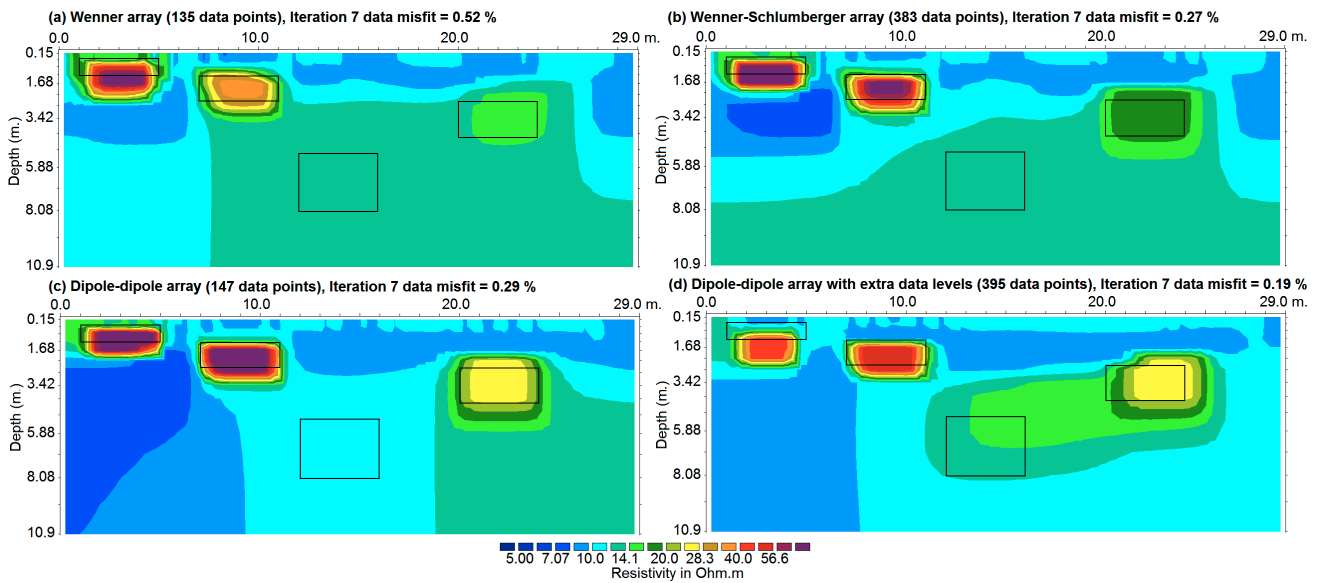 (a) Wenner array (135 data points), Iteration 7 data misfit = 0.52 %
0.0 10.0 20.0 29.0 m.
0.15
1.68
3.42
5.88
8.08
10.9
Depth (m.)
(b) Wenner-Schlumberger array (383 data points), Iteration 7 data misfit = 0.27 %
0.0 10.0 20.0 29.0 m.
0.15
1.68
3.42
5.88
8.08
10.9
Depth (m.)
(c) Dipole-dipole array (147 data points), Iteration 7 data misfit = 0.29 %
0.0 10.0 20.0 29.0 m.
0.15
1.68
3.42
5.88
8.08
10.9
Depth (m.)
(d) Dipole-dipole array with extra data levels (395 data points), Iteration 7 data misfit = 0.19 %
0.0 10.0 20.0 29.0 m.
0.15
1.68
3.42
5.88
8.08
10.9
Depth (m.)
5.00 7.07 10.0 14.1 20.0 28.3 40.0 56.6
Resistivity in Ohm.m